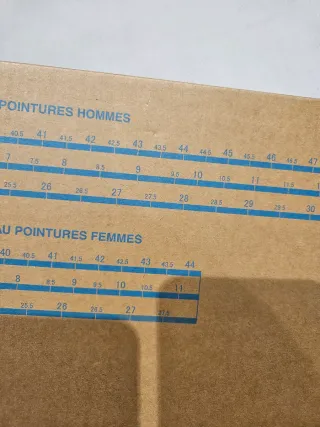 POINTURES HOMMES
40.5 41 41.5 42 42.5 43 43.5 44 44.5 45 45.5 46 46.5 47
7 7.5 8 8.5 9 9.5 10 10.5 11 11.5
25.5 26 26.5 27 27.5 28 28.5 29 29.5 30
AU POINTURES FEMMES
40 40.5 41 41.5 42 42.5 43 43.5 44
8 8.5 9 9.5 10 10.5 11
25.5 26 26.5 27 27.5